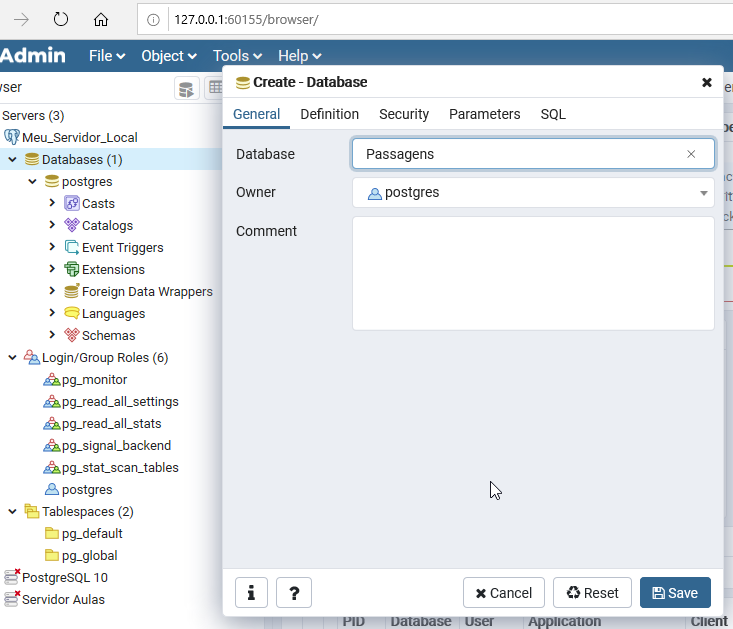 127.0.0.1:60155/browser/
Admin File Object Tools Help
Create - Database
General Definition Security Parameters SQL
Database Passagens
Owner postgres
Comment
Cancel Reset Save
Servers (3)
Meu_Servidor_Local
Databases (1)
postgres
Casts
Catalogs
Event Triggers
Extensions
Foreign Data Wrappers
Languages
Schemas
Login/Group Roles (6)
pg_monitor
pg_read_all_settings
pg_read_all_stats
pg_signal_backend
pg_stat_scan_tables
postgres
Tablespaces (2)
pg_default
pg_global
PostgreSQL 10
Servidor Aulas
PID Database User Application Client